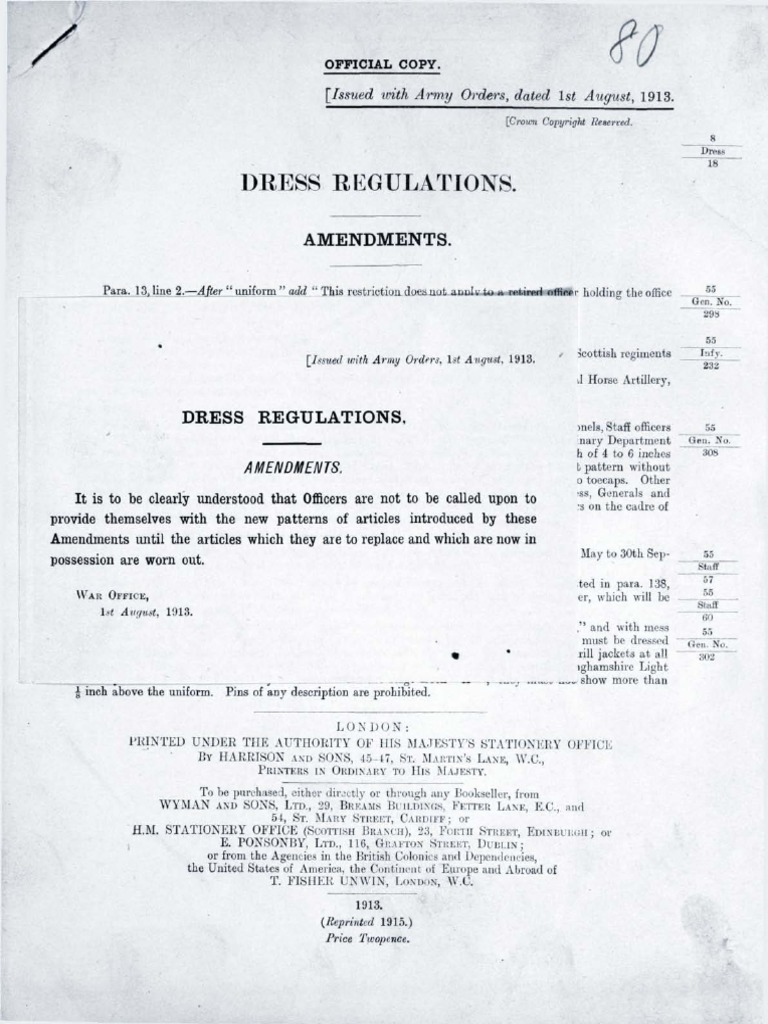 80
OFFICIAL COPY.
[Issued with Army Orders, dated 1st August, 1913.
[Crown Copyright Reserved.
8
Dress
18
DRESS REGULATIONS.
AMENDMENTS.
Para. 13, line 2.—After "uniform" add "This restriction does not apply to a retired officer holding the office
55
Gen. No.
298
[Issued with Army Orders, 1st August, 1913.
Scottish regiments
55
Infy.
232
Horse Artillery,
DRESS REGULATIONS.
Staff officers
Department
of 4 to 6 inches
55
Gen. No.
308
AMENDMENTS.
pattern without
toecaps. Other
Generals and
on the cadre of
It is to be clearly understood that Officers are not to be called upon to
provide themselves with the new patterns of articles introduced by these
Amendments until the articles which they are to replace and which are now in
possession are worn out.
May to 30th Sep-
55
Staff
57
in para. 138,
which will be
55
Staff
60
War Office,
1st August, 1913.
" and with mess
must be dressed
jackets at all
Light
show more than
55
Gen. No.
302
⅛ inch above the uniform. Pins of any description are prohibited.
LONDON:
PRINTED UNDER THE AUTHORITY OF HIS MAJESTY'S STATIONERY OFFICE
By HARRISON and SONS, 45-47, St. Martin's Lane, W.C.,
Printers in Ordinary to His Majesty.
To be purchased, either directly or through any Bookseller, from
WYMAN and SONS, Ltd., 29, Breams Buildings, Fetter Lane, E.C., and
54, St. Mary Street, Cardiff; or
H.M. STATIONERY OFFICE (Scottish Branch), 23, Forth Street, Edinburgh; or
E. PONSONBY, Ltd., 116, Grafton Street, Dublin;
or from the Agencies in the British Colonies and Dependencies,
the United States of America, the Continent of Europe and Abroad of
T. FISHER UNWIN, London, W.C.
1913.
(Reprinted 1915.)
Price Twopence.